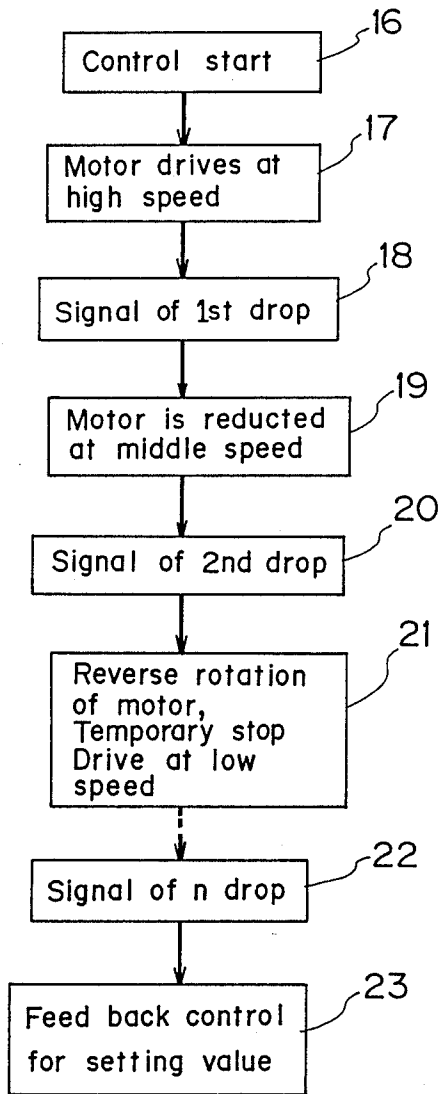 16
Control start
17
Motor drives at
high speed
18
Signal of 1st drop
19
Motor is reducted
at middle speed
20
Signal of 2nd drop
21
Reverse rotation
of motor,
Temporary stop
Drive at low
speed
22
Signal of n drop
23
Feed back control
for setting value